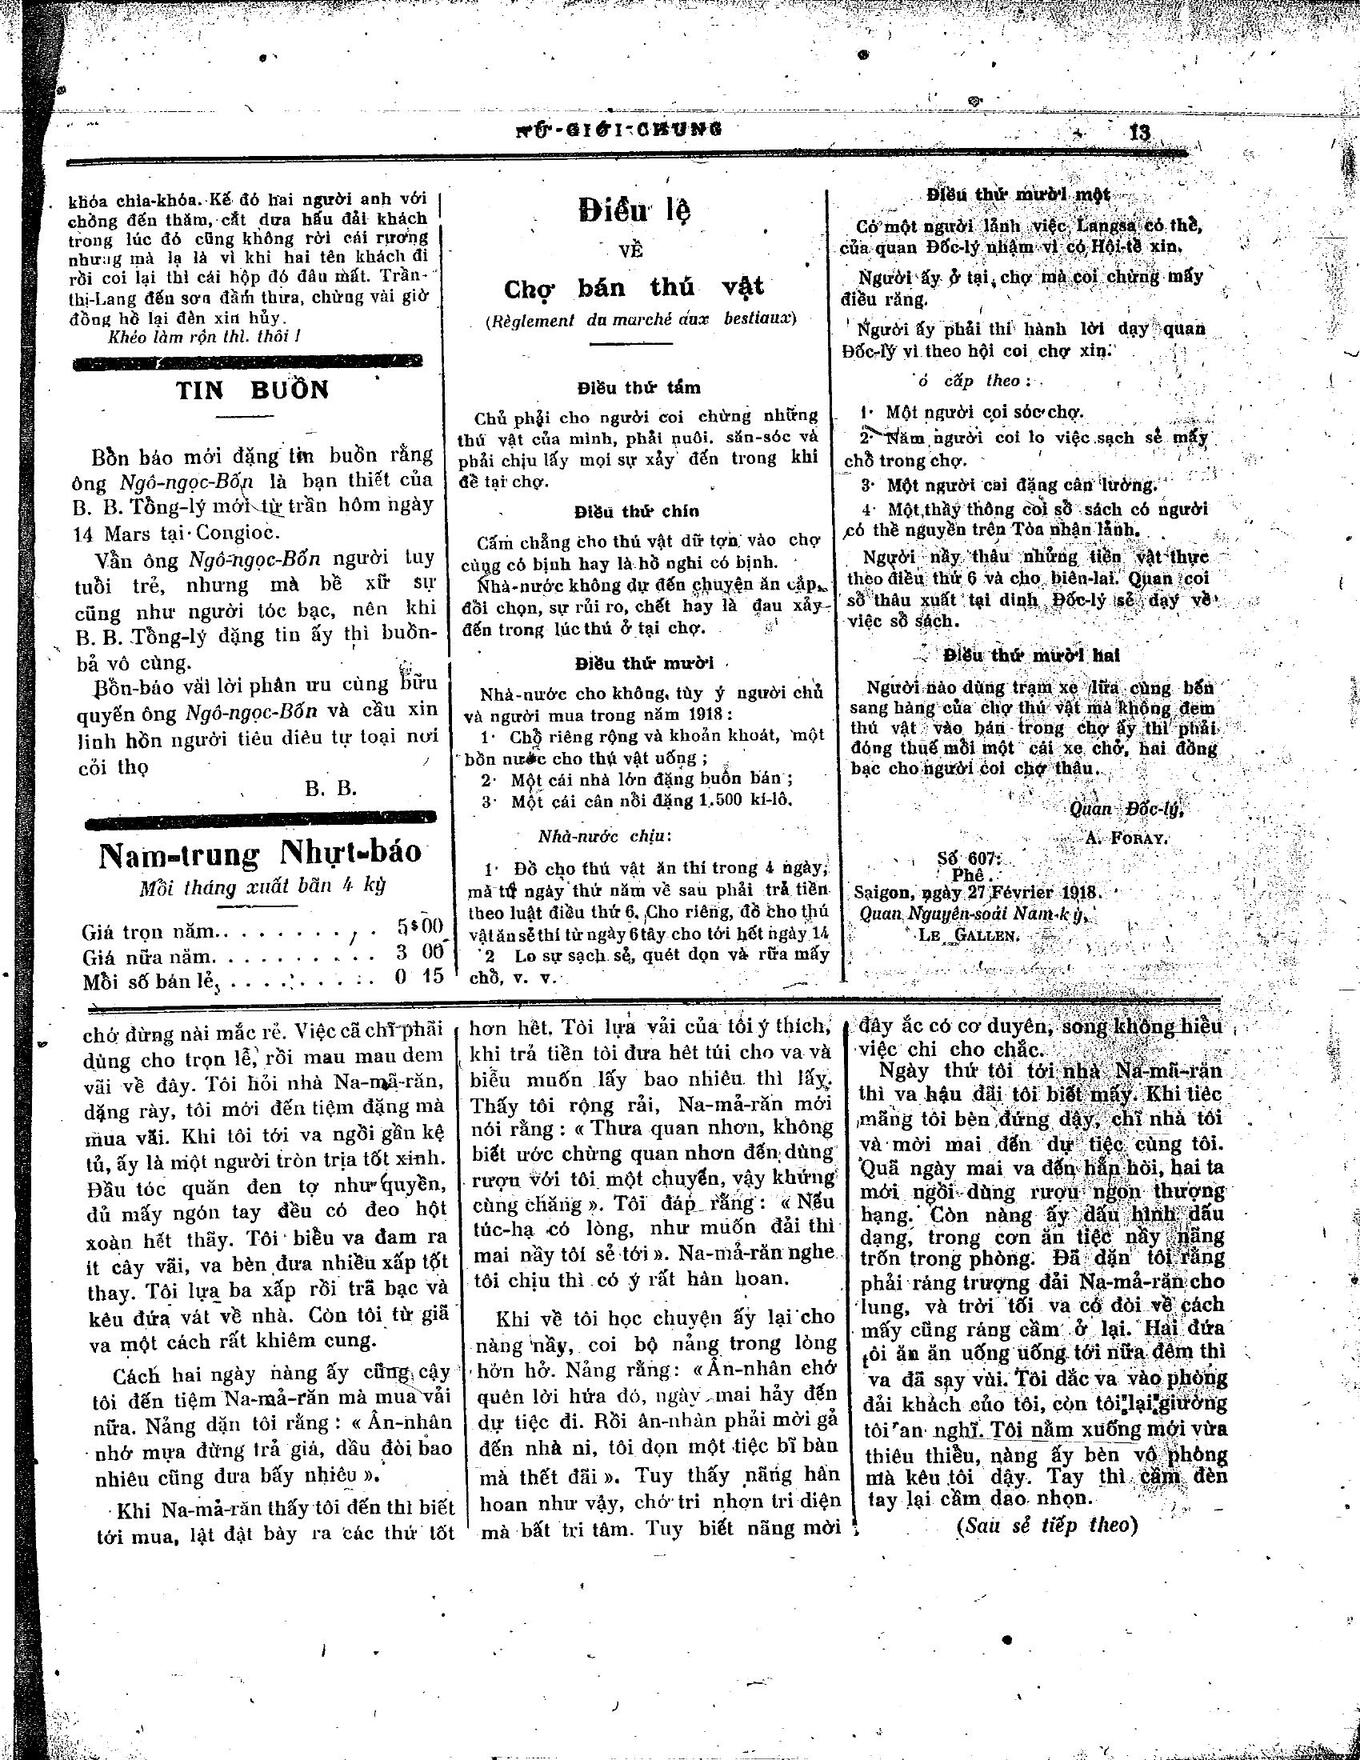 NỮ-GIỚI-CHUNG
13
khóa chìa-khóa. Kế đó hai người anh với
chồng đến thăm, cắt dưa hấu đải khách
trong lúc đó cũng không rời cái rương
nhưng mà lạ là vì khi hai tên khách đi
rồi coi lại thì cái hộp đó đâu mất. Trần-
thị-Lang đến sơn đầm thưa, chừng vài giờ
đồng hồ lại đến xin hủy.
Khéo làm rộn thì. thôi !
TIN BUỒN
Bổn báo mới đặng tin buồn rằng
ông Ngô-ngọc-Bổn là bạn thiết của
B. B. Tổng-lý mới từ trần hôm ngày
14 Mars tại Congioc.
Vẫn ông Ngô-ngọc-Bổn người tuy
tuổi trẻ, nhưng mà bề xữ sự
cũng như người tóc bạc, nên khi
B. B. Tổng-lý dặng tin ấy thì buồn-
bả vô cùng.
Bổn-báo vài lời phân ưu cùng bữu
quyến ông Ngô-ngọc-Bổn và cầu xin
linh hồn người tiêu diêu tự toại nơi
cỏi thọ
B. B.
Nam-trung Nhựt-báo
Mỗi tháng xuất bãn 4 kỳ
Giá trọn năm. . . . . . . . . . 5$00
Giá nữa năm. . . . . . . . . . 3 00
Mỗi số bán lẻ, . . . . . . . . . 0 15
Điều lệ
VỀ
Chợ bán thú vật
(Règlement du marché aux bestiaux)
Điều thứ tám
Chủ phải cho người coi chừng những
thú vật của mình, phải nuôi. săn-sóc và
phải chịu lấy mọi sự xảy đến trong khi
để tại chợ.
Điều thứ chín
Cấm chẳng cho thú vật dữ tợn vào chợ
cùng có bịnh hay là hồ nghi có bịnh.
Nhà-nước không dự đến chuyện ăn cắp,
đổi chọn, sự rủi ro, chết hay là đau xảy
đến trong lúc thú ở tại chợ.
Điều thứ mười
Nhà-nước cho không, tùy ý người chủ
và người mua trong năm 1918 :
1· Chỗ riêng rộng và khoản khoát, một
bồn nước cho thú vật uống ;
2· Một cái nhà lớn đặng buôn bán ;
3· Một cái cân nồi đặng 1.500 kí-lô.
Nhà-nước chịu :
1· Đồ cho thú vật ăn thí trong 4 ngày,
mà từ ngày thứ năm về sau phải trả tiền
theo luật điều thứ 6. Cho riêng, đồ cho thú
vật ăn sẻ thí từ ngày 6 tây cho tới hết ngày 14
2 Lo sự sạch sẻ, quét dọn và rữa mấy
chỗ, v. v.
Điều thứ mười một
Có một người lảnh việc Langsa có thề,
của quan Đốc-lý nhậm vì có Hội-tề xin.
Người ấy ở tại chợ mà coi chừng mấy
điều rằng.
Người ấy phải thi hành lời dạy quan
Đốc-lý vì theo hội coi chợ xin.
ó cấp theo :
1· Một người coi sóc chợ.
2· Năm người coi lo việc sạch sẻ mấy
chỗ trong chợ.
3· Một người cai đặng cân lường.
4· Một thầy thông coi sổ sách có người
có thề nguyền trên Tòa nhận lảnh.
Người nầy thâu những tiền vật thực
theo điều thứ 6 và cho biên-lai. Quan coi
sổ thâu xuất tại dinh Đốc-lý sẻ dạy về
việc sổ sách.
Điều thứ mười hai
Người nào dùng trạm xe lữa cùng bến
sang hàng của chợ thú vật mà không đem
thú vật vào bán trong chợ ấy thì phải
đóng thuế mỗi một cái xe chở, hai đồng
bạc cho người coi chợ thâu.
Quan Đốc-lý,
A. FORAY.
Số 607:
Phê.
Saigon, ngày 27 Février 1918.
Quan Nguyên-soái Nam-kỳ,
LE GALLEN.
chớ đừng nài mắc rẻ. Việc cã chĩ phãi
dùng cho trọn lễ, rồi mau mau dem
vãi về đây. Tôi hỏi nhà Na-mã-răn,
dặng rày, tôi mới đến tiệm đặng mà
mua vãi. Khi tôi tới va ngồi gần kệ
tủ, ấy là một người tròn trịa tốt xinh.
Đầu tóc quăn đen tợ như quyền,
dủ mấy ngón tay đều có đeo hột
xoàn hết thãy. Tôi biểu va đam ra
ít cây vãi, va bèn đưa nhiều xấp tốt
thay. Tôi lựa ba xấp rồi trã bạc và
kêu đứa vát về nhà. Còn tôi từ giã
va một cách rất khiêm cung.
Cách hai ngày nàng ấy cũng cậy
tôi đến tiệm Na-mả-răn mà mua vải
nữa. Nảng dặn tôi rằng : « Ân-nhân
nhớ mựa đừng trả giá, dầu đòi bao
nhiêu cũng đưa bấy nhiêu ».
Khi Na-mả-răn thấy tôi đến thì biết
tới mua, lật đật bày ra các thứ tốt
hơn hết. Tôi lựa vải của tôi ý thích,
khi trả tiền tôi đưa hết túi cho va và
biểu muốn lấy bao nhiêu thì lấy.
Thấy tôi rộng rải, Na-mả-răn mới
nói rằng : « Thưa quan nhơn, không
biết ước chừng quan nhơn đến dùng
rượu với tôi một chuyến, vậy khứng
cùng chăng ». Tôi đáp rằng : « Nếu
túc-hạ có lòng, như muốn đải thì
mai nầy tôi sẻ tới ». Na-mả-răn nghe
tôi chịu thì có ý rất hân hoan.
Khi về tôi học chuyện ấy lại cho
nàng nầy, coi bộ nảng trong lòng
hớn hở. Nảng rằng : « Ân-nhân chớ
quên lời hứa đó, ngày mai hảy đến
dự tiệc đi. Rồi ân-nhàn phải mời gả
đến nhà ni, tôi dọn một tiệc bĩ bàn
mà thết đãi ». Tuy thấy nãng hân
hoan như vậy, chớ tri nhơn tri diện
mà bất tri tâm. Tuy biết nãng mời
đây ắc có cơ duyên, song không hiểu
việc chi cho chắc.
Ngày thứ tôi tới nhà Na-mã-răn
thì va hậu đãi tôi biết mấy. Khi tiệc
mãng tôi bèn đứng dậy, chĩ nhà tôi
và mời mai đến dự tiệc cùng tôi.
Quã ngày mai va đến hẳn hòi, hai ta
mới ngồi dùng rượu ngon thượng
hạng. Còn nàng ấy dấu hình dấu
dạng, trong cơn ăn tiệc nầy nãng
trốn trong phòng. Đã dặn tôi rằng
phải ráng trượng đải Na-mả-răn cho
lung, và trời tối va có đòi về cách
mấy cũng ráng cầm ở lại. Hai đứa
tôi ăn ăn uống uống tới nữa đêm thì
va đã sạy vùi. Tôi dắc va vào phòng
đải khách của tôi, còn tôi lại giường
tôi an nghĩ. Tôi nằm xuống mới vừa
thiêu thiểu, nàng ấy bèn vô phòng
mà kêu tôi dậy. Tay thì cầm đèn
tay lại cầm dao nhọn.
(Sau sẻ tiếp theo)